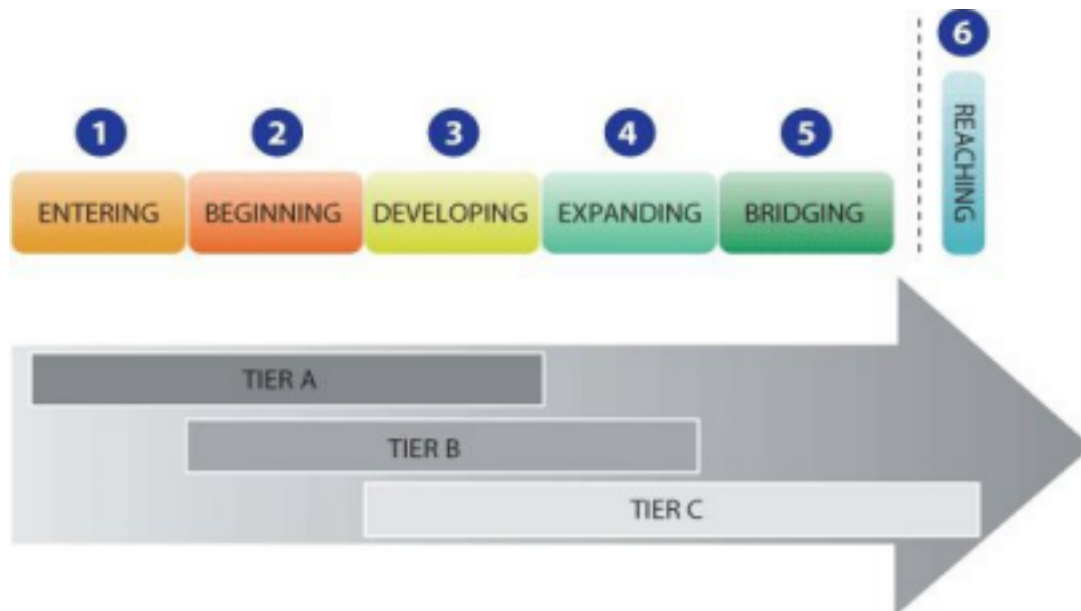 6
REACHING
1 2 3 4 5
ENTERING BEGINNING DEVELOPING EXPANDING BRIDGING
TIER A
TIER B
TIER C